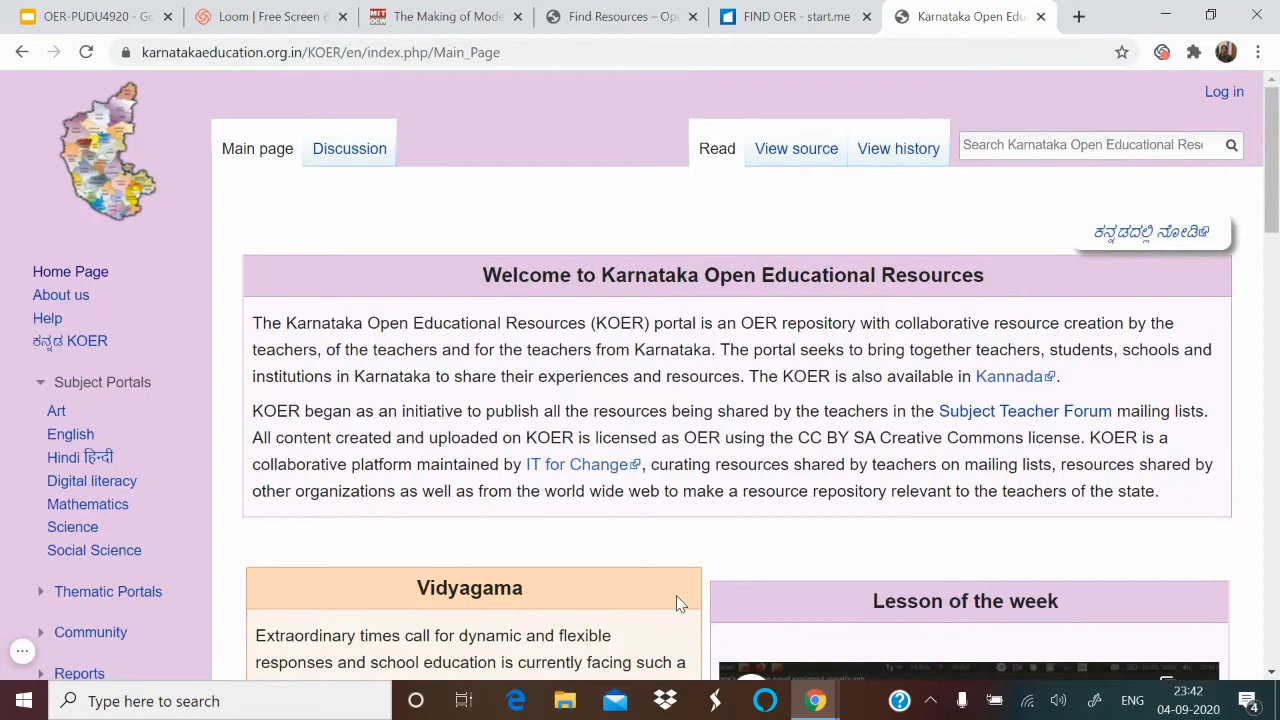 OER-PUDU4920 - Go
Loom | Free Screen &
MIT OCW The Making of Mode
Find Resources – Ope
FIND OER - start.me
Karnataka Open Edu
karnatakaeducation.org.in/KOER/en/index.php/Main_Page
Log in
Main page Discussion Read View source View history Search Karnataka Open Educational Res
ಕನ್ನಡದಲ್ಲಿ ನೋಡಿ
Home Page
About us
Help
ಕನ್ನಡ KOER
Subject Portals
Art
English
Hindi हिन्दी
Digital literacy
Mathematics
Science
Social Science
Thematic Portals
Community
Reports
Welcome to Karnataka Open Educational Resources
The Karnataka Open Educational Resources (KOER) portal is an OER repository with collaborative resource creation by the
teachers, of the teachers and for the teachers from Karnataka. The portal seeks to bring together teachers, students, schools and
institutions in Karnataka to share their experiences and resources. The KOER is also available in Kannada.
KOER began as an initiative to publish all the resources being shared by the teachers in the Subject Teacher Forum mailing lists.
All content created and uploaded on KOER is licensed as OER using the CC BY SA Creative Commons license. KOER is a
collaborative platform maintained by IT for Change, curating resources shared by teachers on mailing lists, resources shared by
other organizations as well as from the world wide web to make a resource repository relevant to the teachers of the state.
Vidyagama
Extraordinary times call for dynamic and flexible
responses and school education is currently facing such a
Lesson of the week
Type here to search
ENG
23:42
04-09-2020
4